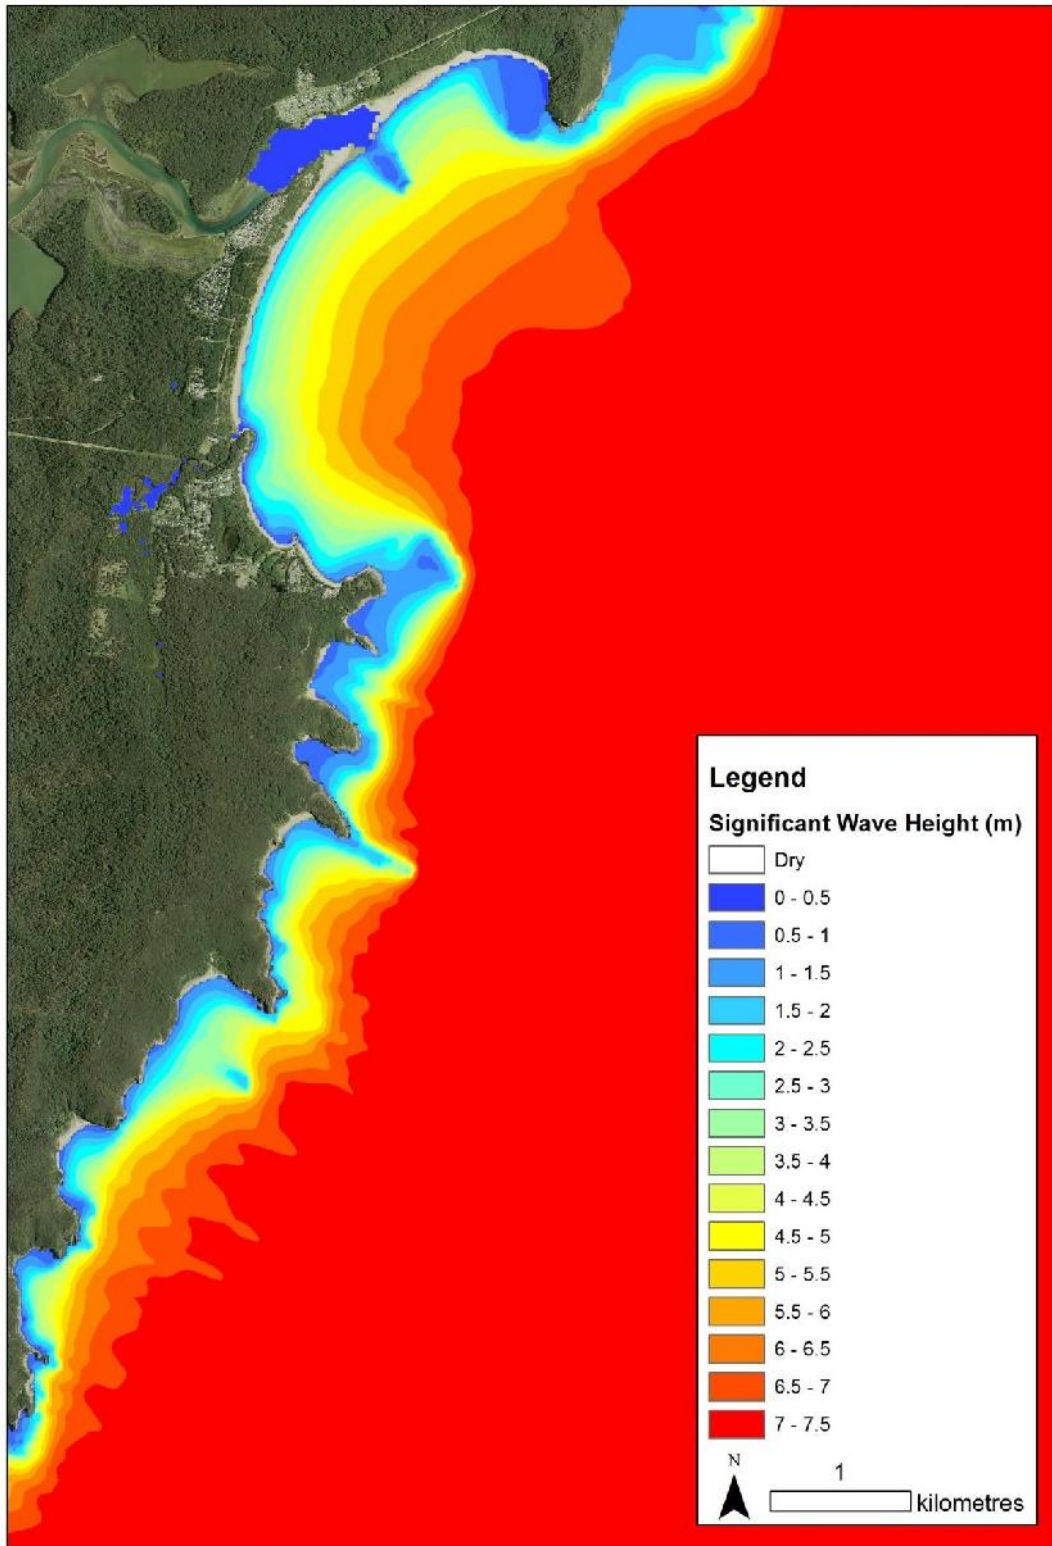 Legend
Significant Wave Height (m)
Dry
0 - 0.5
0.5 - 1
1 - 1.5
1.5 - 2
2 - 2.5
2.5 - 3
3 - 3.5
3.5 - 4
4 - 4.5
4.5 - 5
5 - 5.5
5.5 - 6
6 - 6.5
6.5 - 7
7 - 7.5
N
1
kilometres